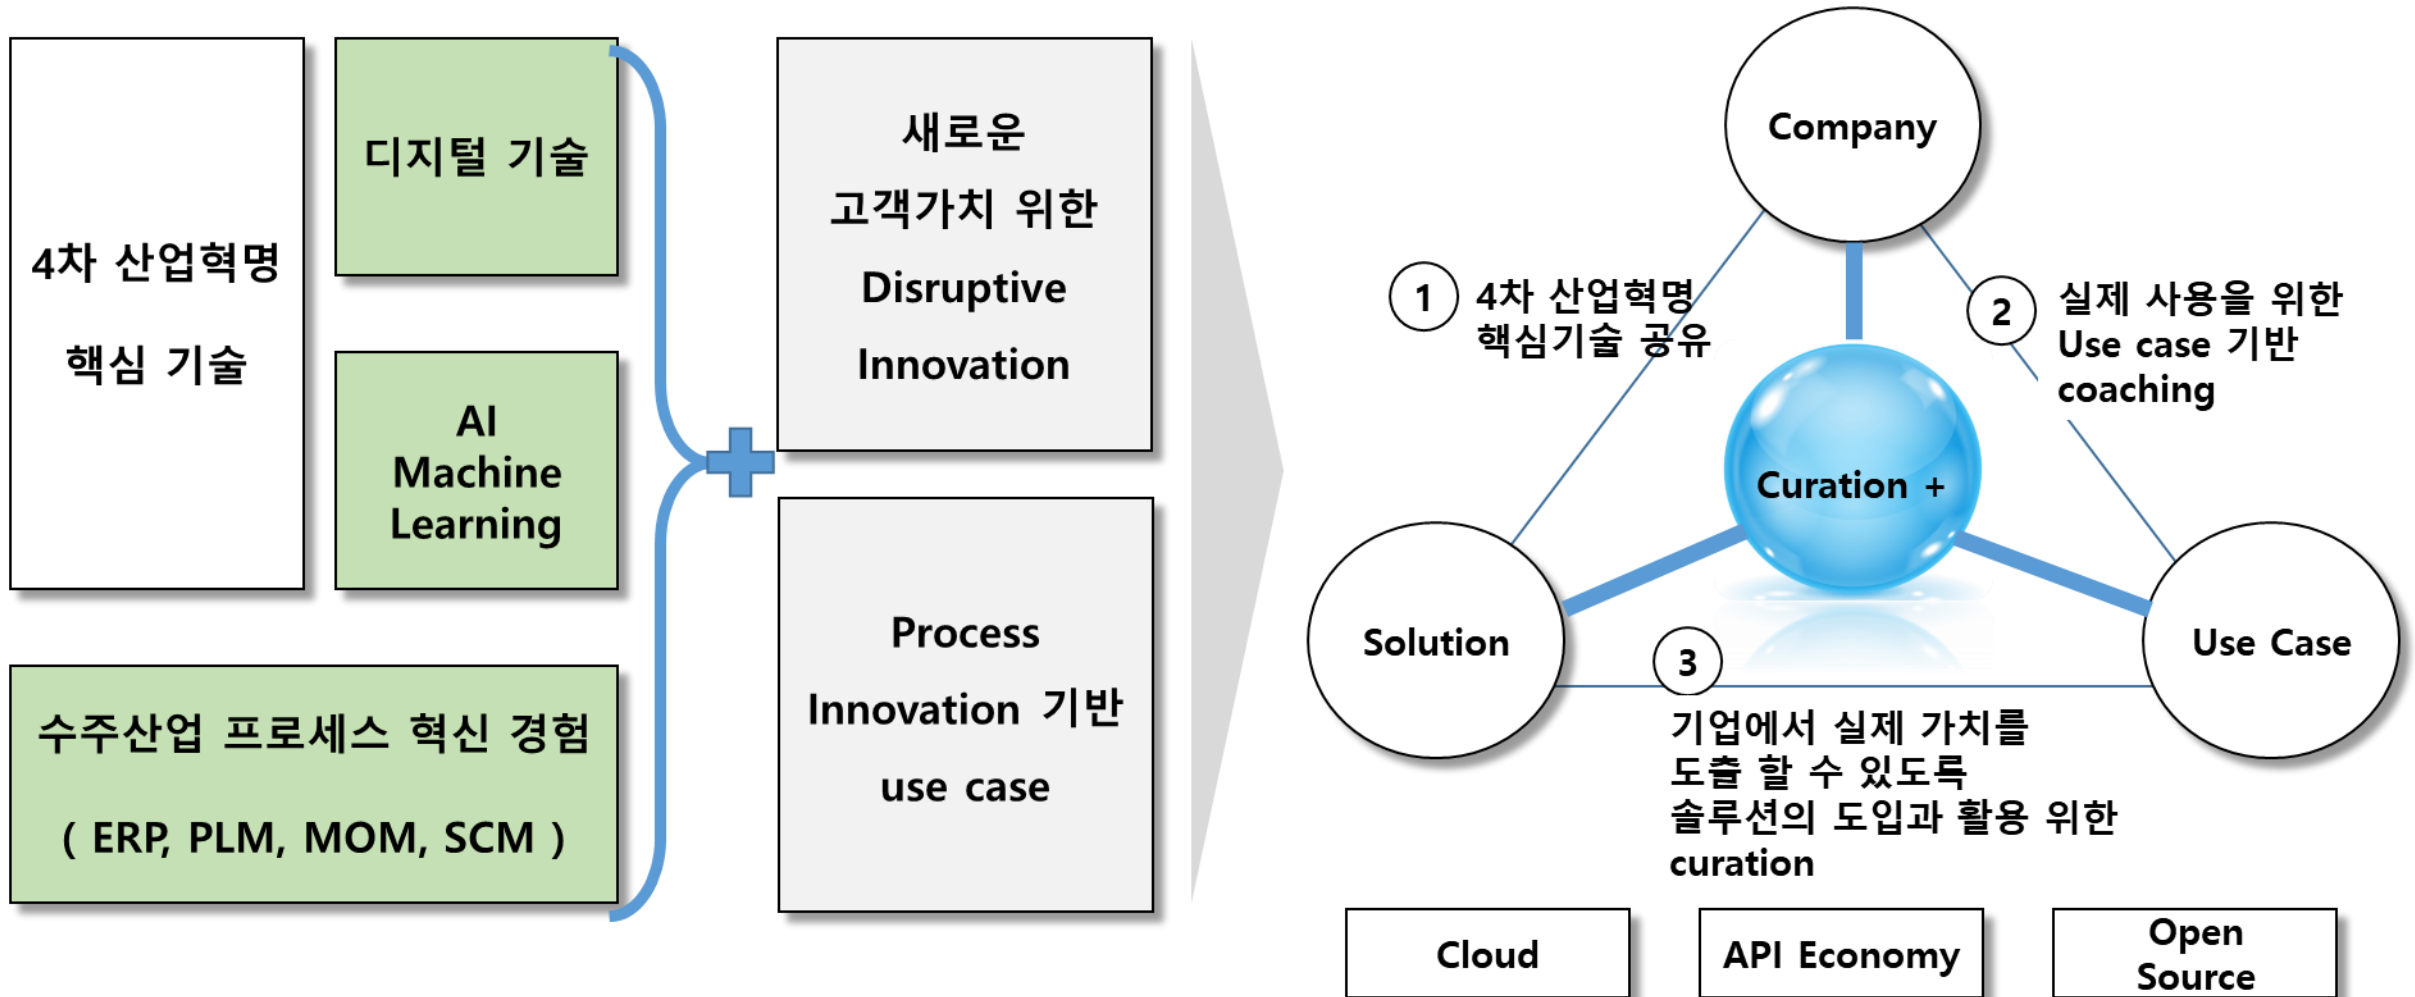 4차 산업혁명
핵심 기술
디지털 기술
AI
Machine
Learning
수주산업 프로세스 혁신 경험
( ERP, PLM, MOM, SCM )
새로운
고객가치 위한
Disruptive
Innovation
Process
Innovation 기반
use case
Company
1
4차 산업혁명
핵심기술 공유
2
실제 사용을 위한
Use case 기반
coaching
Curation +
Solution
Use Case
3
기업에서 실제 가치를
도출 할 수 있도록
솔루션의 도입과 활용 위한
curation
Cloud
API Economy
Open
Source